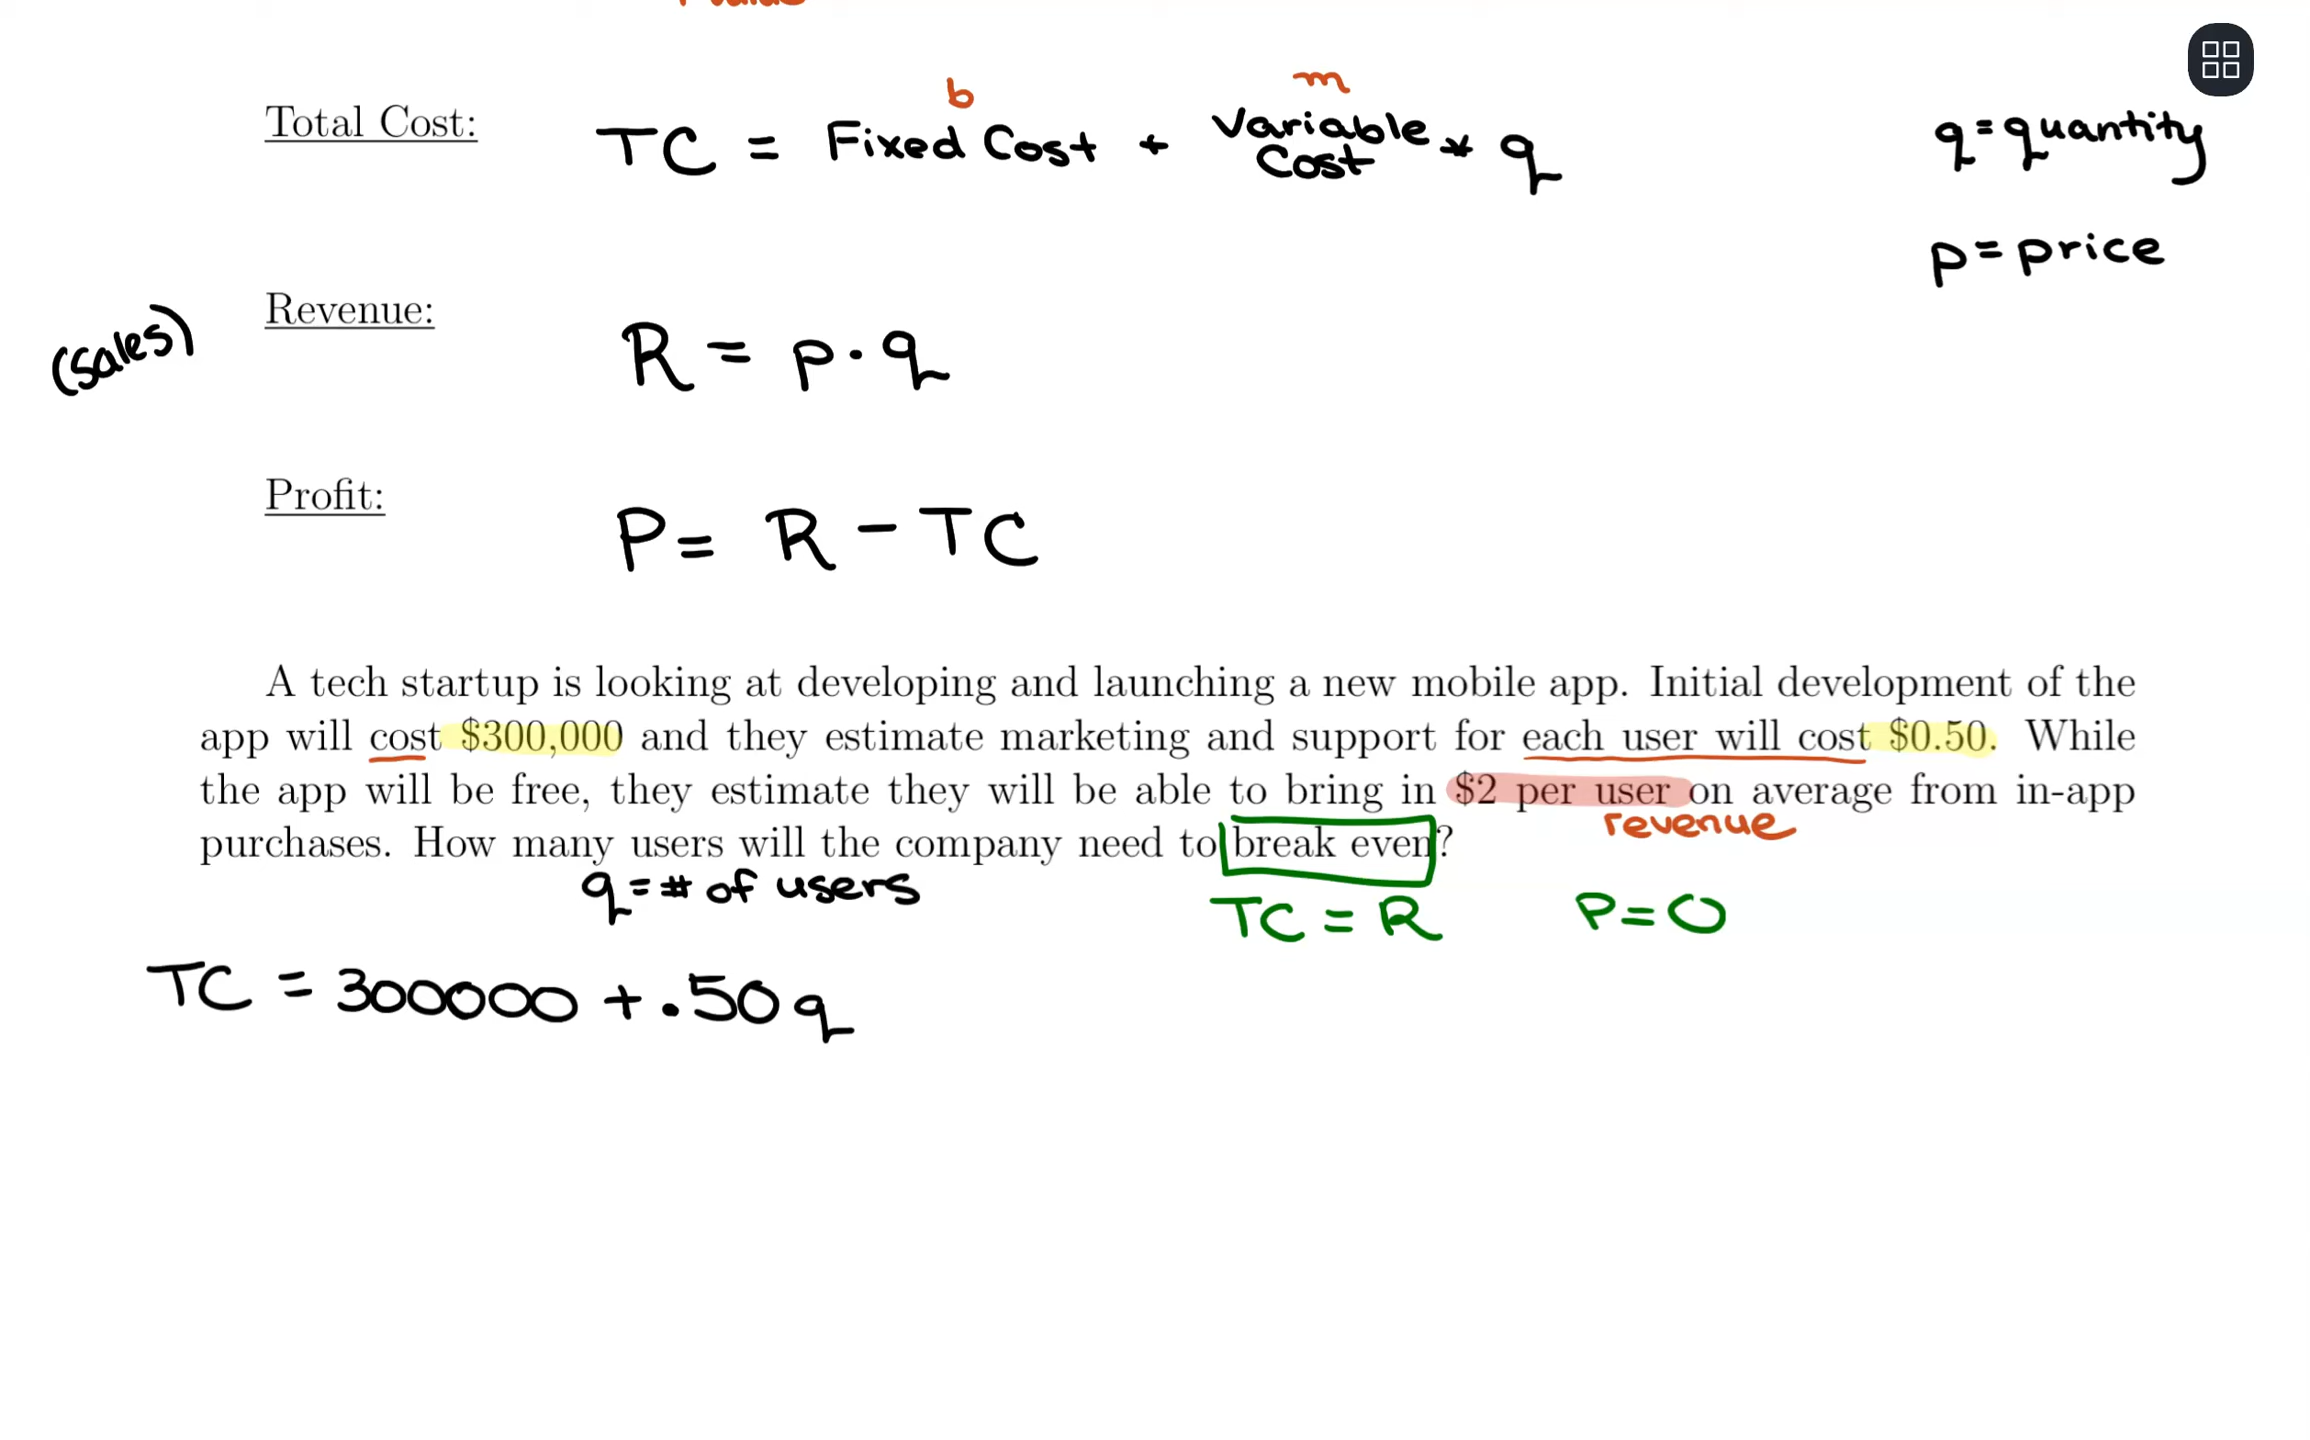 b
m
Total Cost: TC = Fixed Cost + Variable Cost * q
q = quantity
p = price
(sales)
Revenue: R = p · q
Profit: P = R - TC
A tech startup is looking at developing and launching a new mobile app. Initial development of the
app will cost $300,000 and they estimate marketing and support for each user will cost $0.50. While
the app will be free, they estimate they will be able to bring in $2 per user on average from in-app
revenue
purchases. How many users will the company need to break even?
q = # of users
TC = R
P = 0
TC = 300000 + .50q